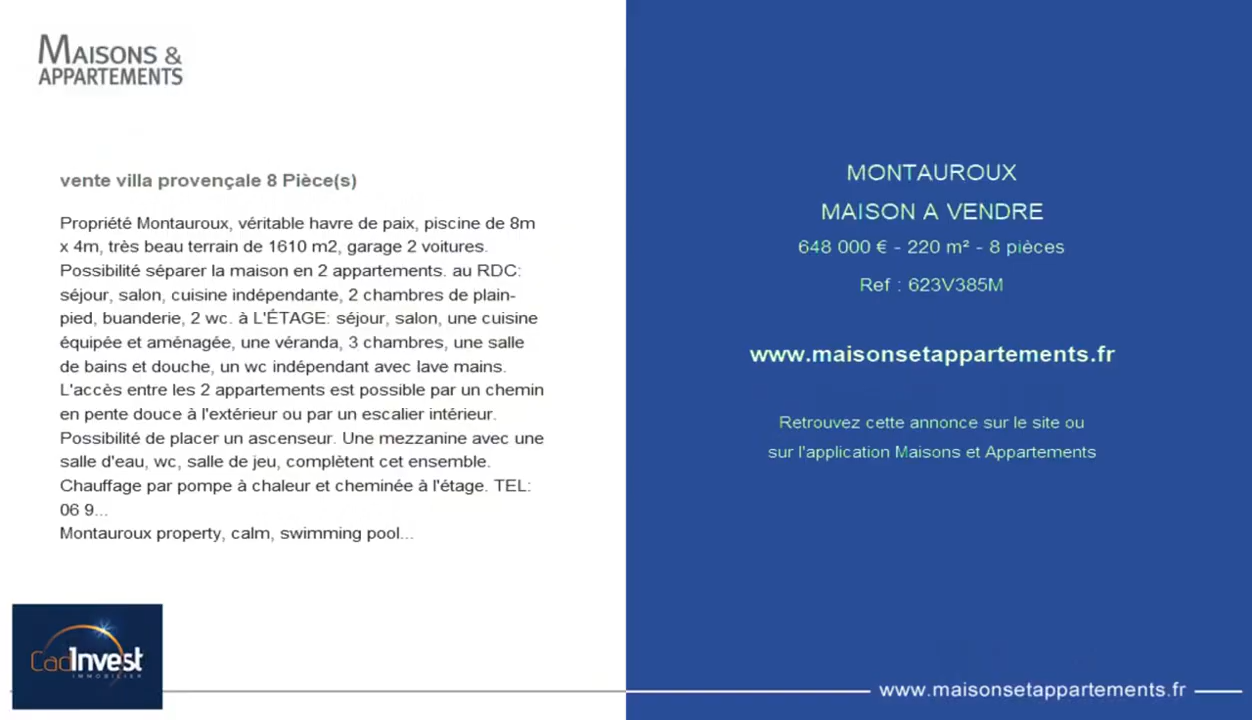 MAISONS &
APPARTEMENTS
vente villa provençale 8 Pièce(s)
Propriété Montauroux, véritable havre de paix, piscine de 8m
x 4m, très beau terrain de 1610 m2, garage 2 voitures.
Possibilité séparer la maison en 2 appartements. au RDC:
séjour, salon, cuisine indépendante, 2 chambres de plain-
pied, buanderie, 2 wc. à L'ÉTAGE: séjour, salon, une cuisine
équipée et aménagée, une véranda, 3 chambres, une salle
de bains et douche, un wc indépendant avec lave mains.
L'accès entre les 2 appartements est possible par un chemin
en pente douce à l'extérieur ou par un escalier intérieur.
Possibilité de placer un ascenseur. Une mezzanine avec une
salle d'eau, wc, salle de jeu, complètent cet ensemble.
Chauffage par pompe à chaleur et cheminée à l'étage. TEL:
06 9...
Montauroux property, calm, swimming pool...
CadInvest
IMMOBILIER
MONTAUROUX
MAISON A VENDRE
648 000 € - 220 m² - 8 pièces
Ref : 623V385M
www.maisonsetappartements.fr
Retrouvez cette annonce sur le site ou
sur l'application Maisons et Appartements
www.maisonsetappartements.fr